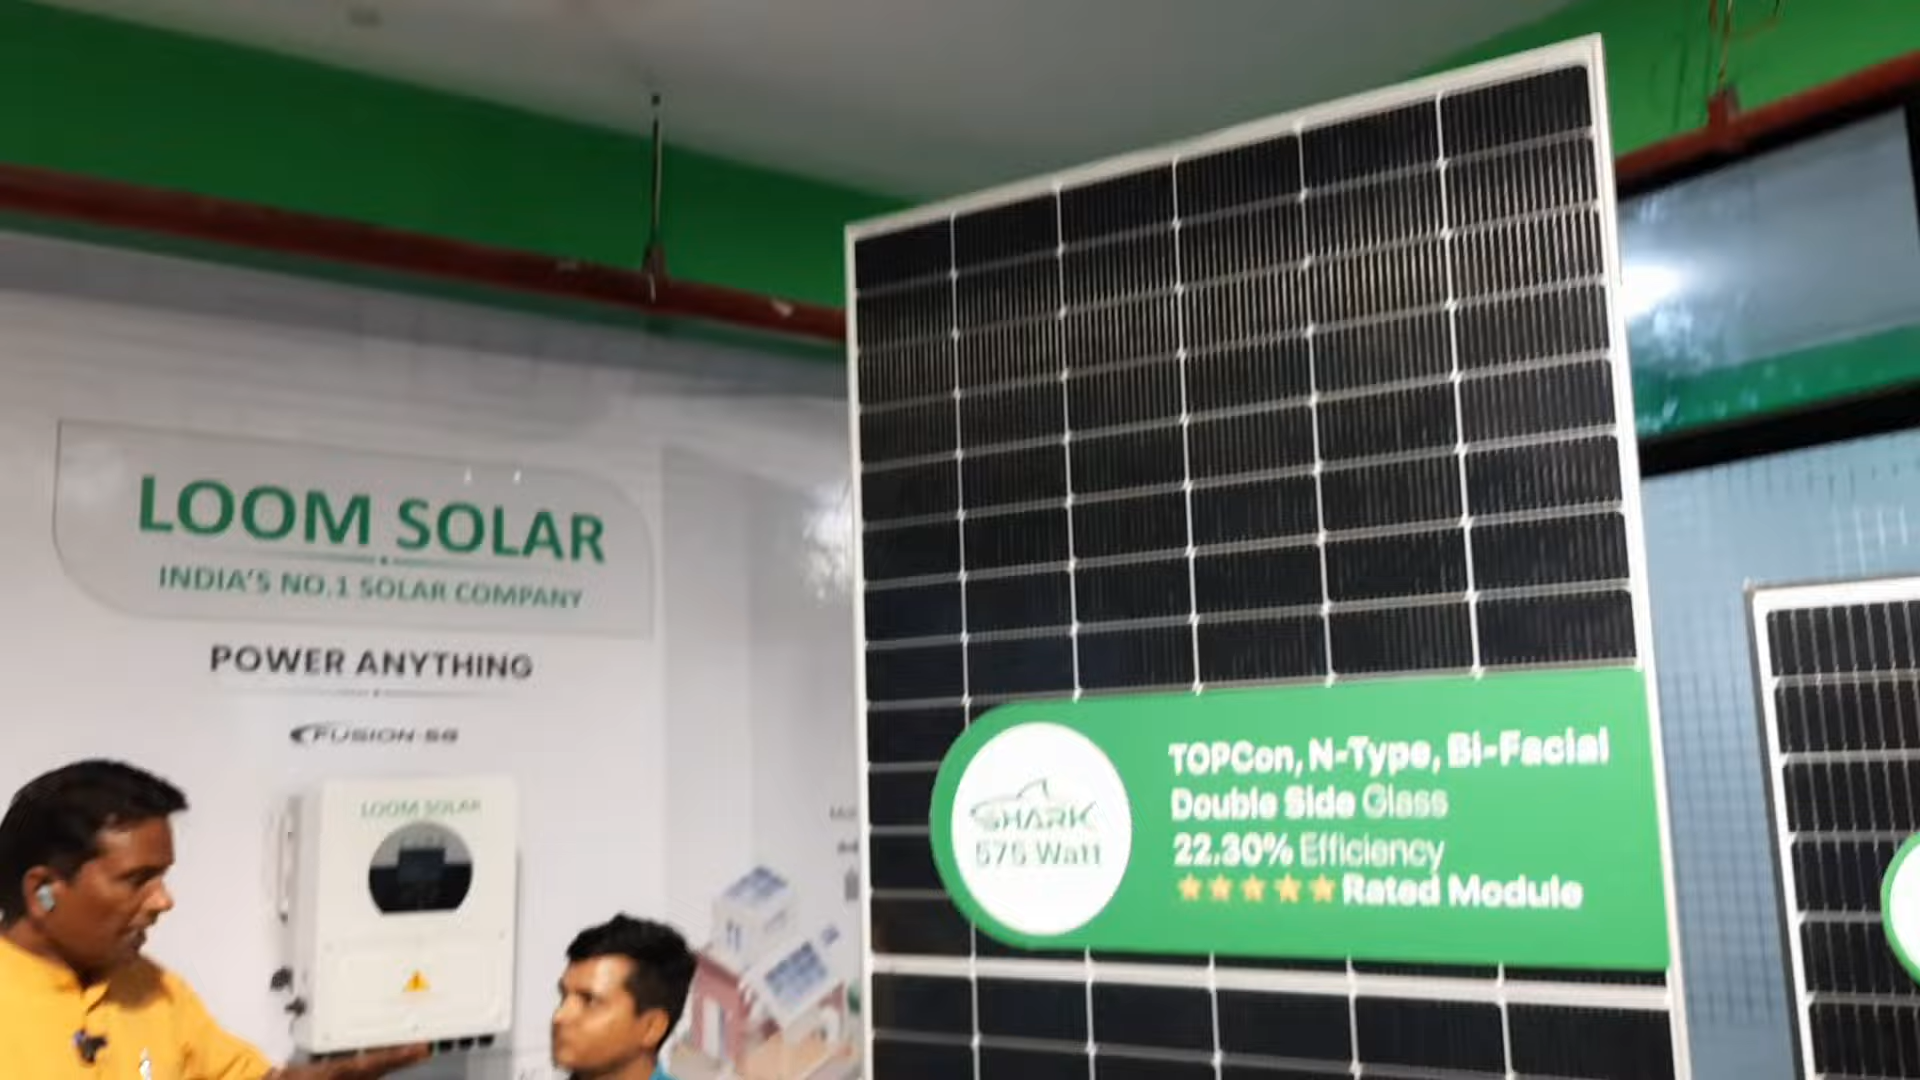 LOOM SOLAR
INDIA'S NO.1 SOLAR COMPANY
POWER ANYTHING
FUSION-SG
LOOM SOLAR
SHARK
575 Watt
TOPCon, N-Type, Bi-Facial
Double Side Glass
22.30% Efficiency
★★★★★ Rated Module